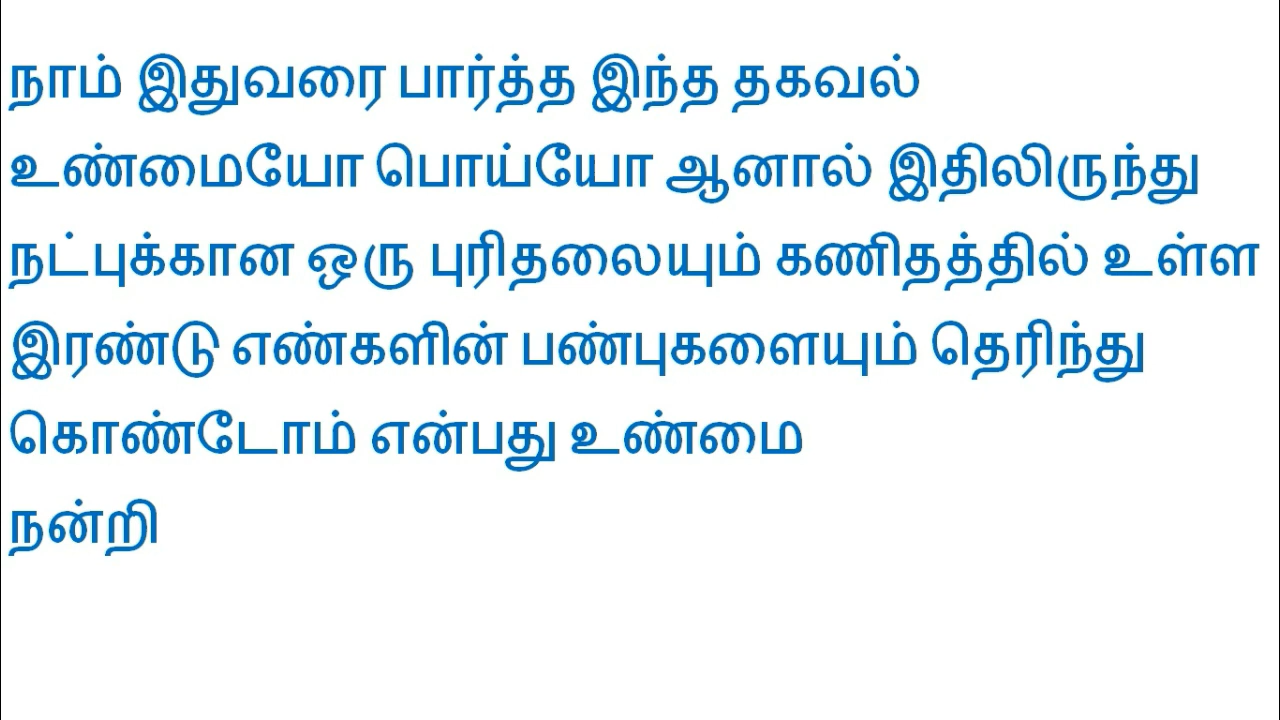 நாம் இதுவரை பார்த்த இந்த தகவல்
உண்மையோ பொய்யோ ஆனால் இதிலிருந்து
நட்புக்கான ஒரு புரிதலையும் கணிதத்தில் உள்ள
இரண்டு எண்களின் பண்புகளையும் தெரிந்து
கொண்டோம் என்பது உண்மை
நன்றி